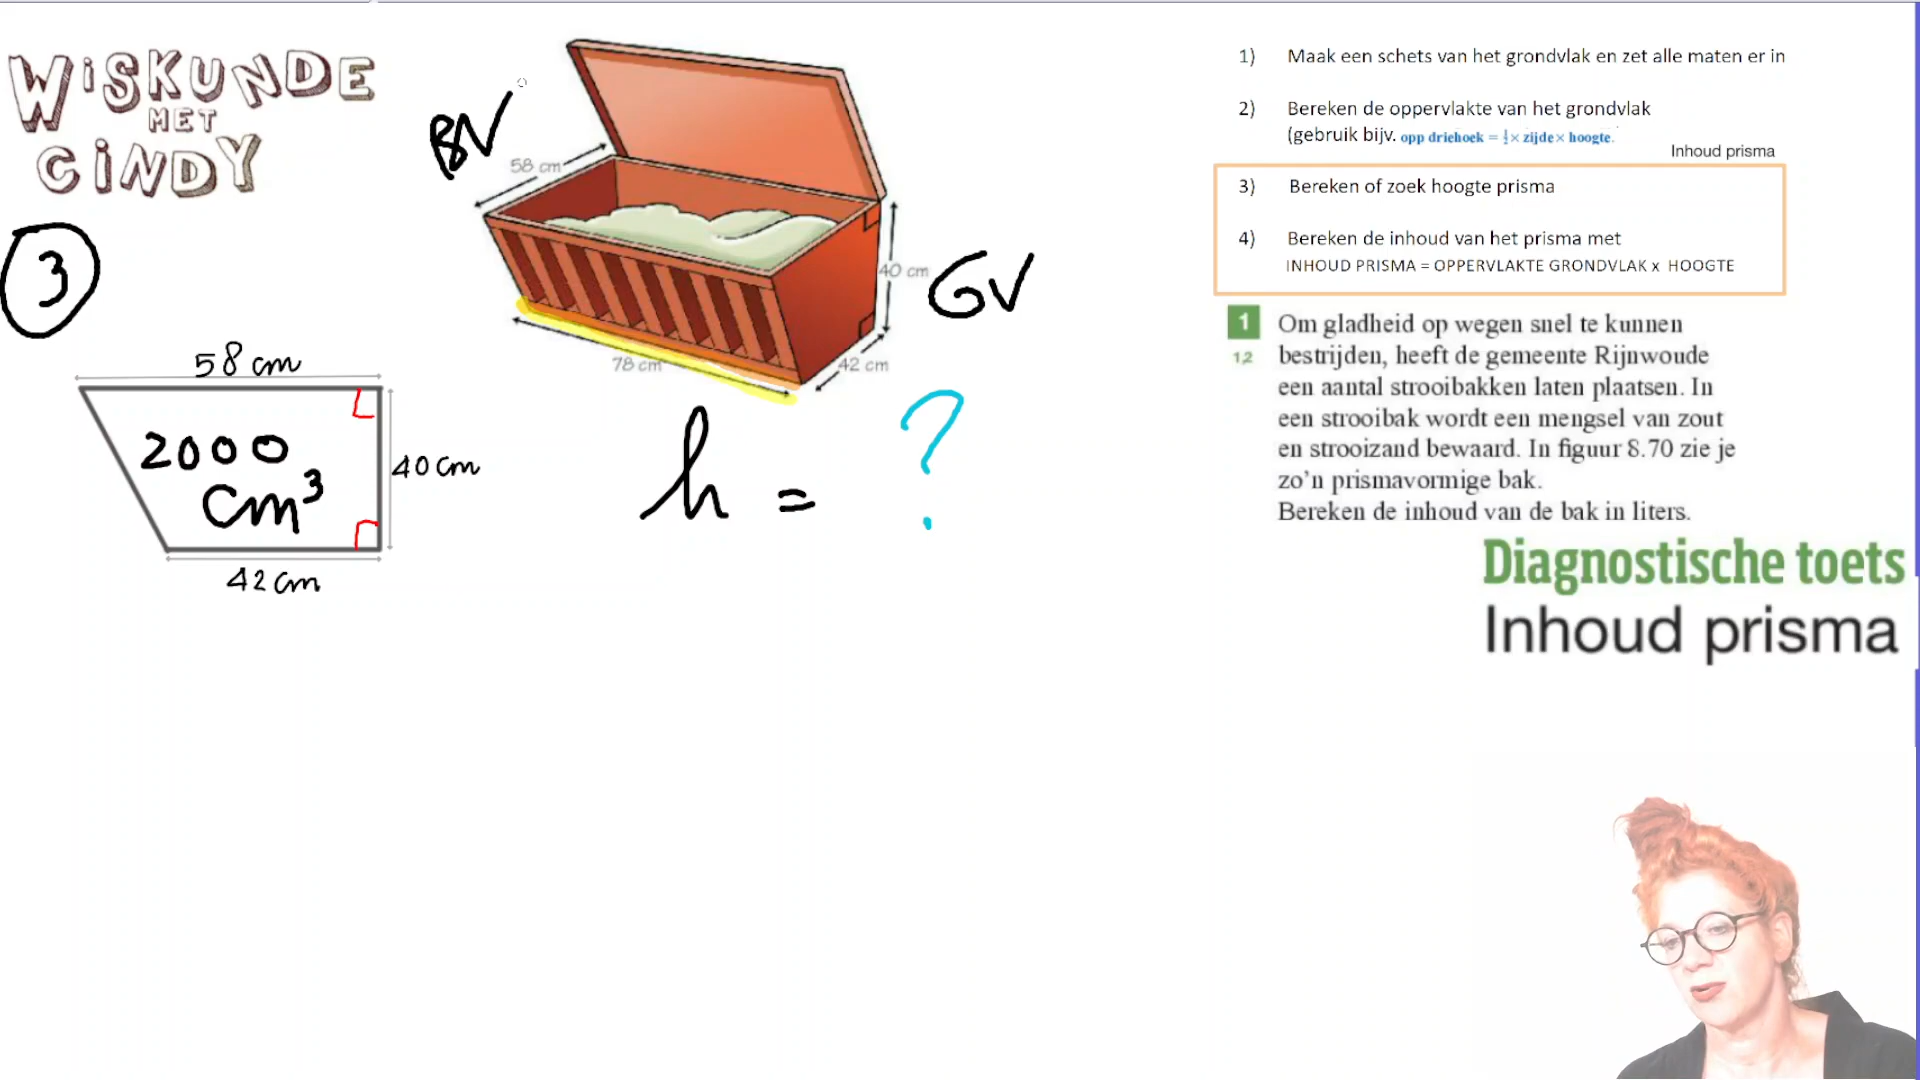 WiSKUNDE
MET
CiNDY
3
58 cm
2000
cm³
40 cm
42 cm
BV
58 cm
40 cm
GV
78 cm
42 cm
h = ?
1) Maak een schets van het grondvlak en zet alle maten er in
2) Bereken de oppervlakte van het grondvlak
(gebruik bijv. opp driehoek = ½× zijde× hoogte.
Inhoud prisma
3) Bereken of zoek hoogte prisma
4) Bereken de inhoud van het prisma met
INHOUD PRISMA = OPPERVLAKTE GRONDVLAK x HOOGTE
1 Om gladheid op wegen snel te kunnen
1,2 bestrijden, heeft de gemeente Rijnwoude
een aantal strooibakken laten plaatsen. In
een strooibak wordt een mengsel van zout
en strooizand bewaard. In figuur 8.70 zie je
zo'n prismavormige bak.
Bereken de inhoud van de bak in liters.
Diagnostische toets
Inhoud prisma